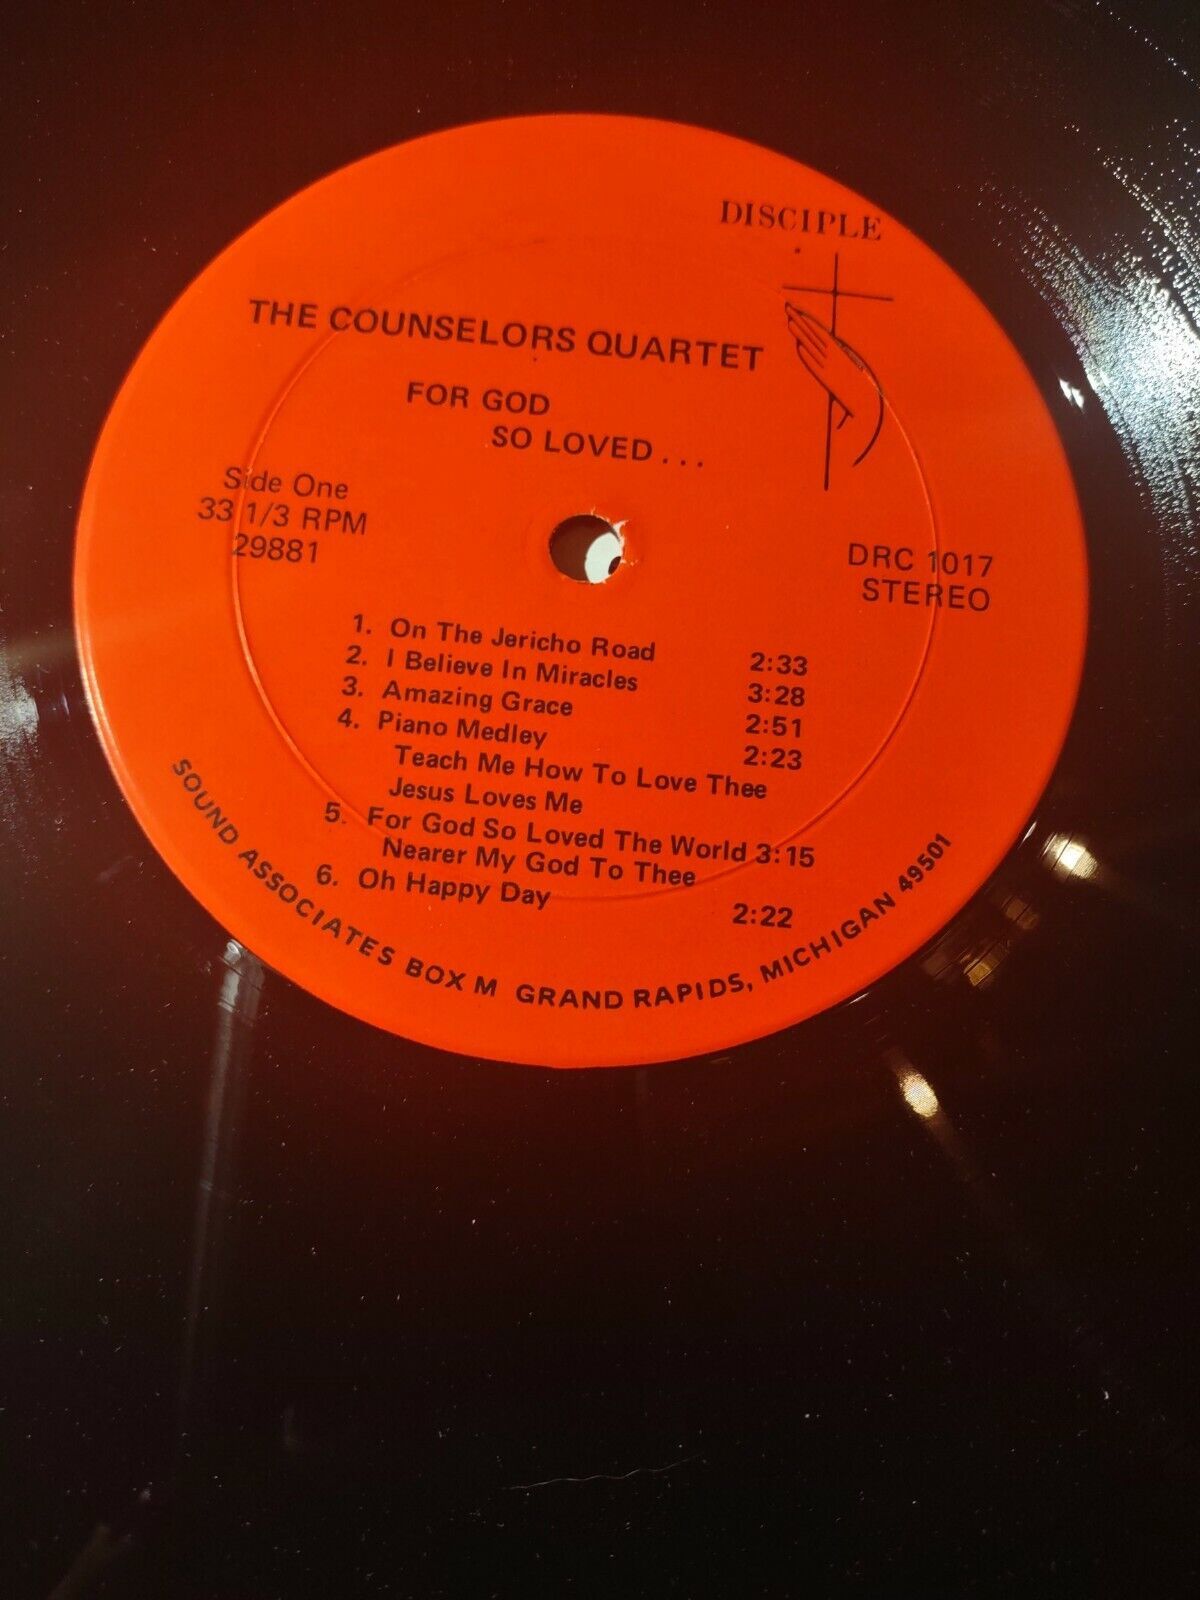 DISCIPLE
THE COUNSELORS QUARTET
FOR GOD
SO LOVED...
Side One
33 1/3 RPM
29881
DRC 1017
STEREO
1. On The Jericho Road 2:33
2. I Believe In Miracles 3:28
3. Amazing Grace 2:51
4. Piano Medley 2:23
Teach Me How To Love Thee
Jesus Loves Me
5. For God So Loved The World 3:15
Nearer My God To Thee
6. Oh Happy Day 2:22
SOUND ASSOCIATES BOX M GRAND RAPIDS, MICHIGAN 49501